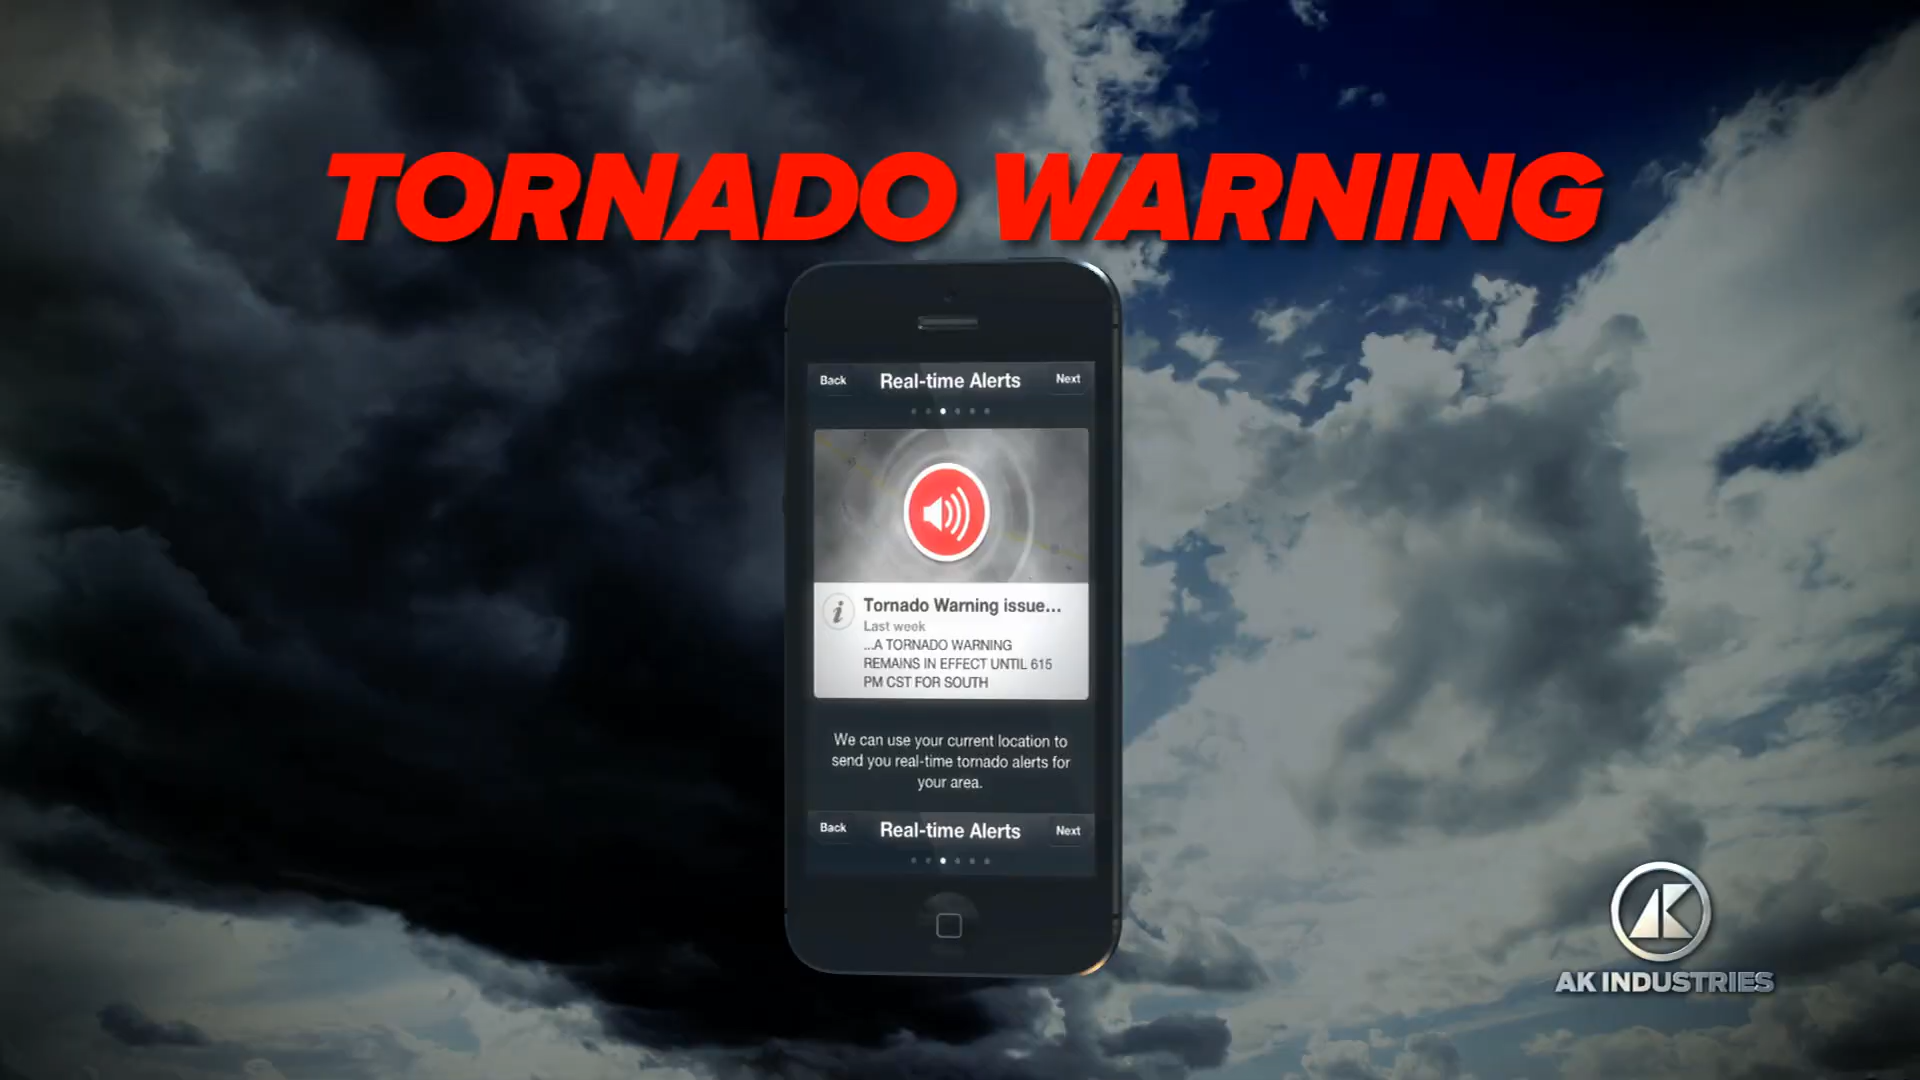 TORNADO WARNING
Back Real-time Alerts Next
Tornado Warning issue...
Last week
...A TORNADO WARNING
REMAINS IN EFFECT UNTIL 615
PM CST FOR SOUTH
We can use your current location to
send you real-time tornado alerts for
your area.
Back Real-time Alerts Next
AK
AK INDUSTRIES